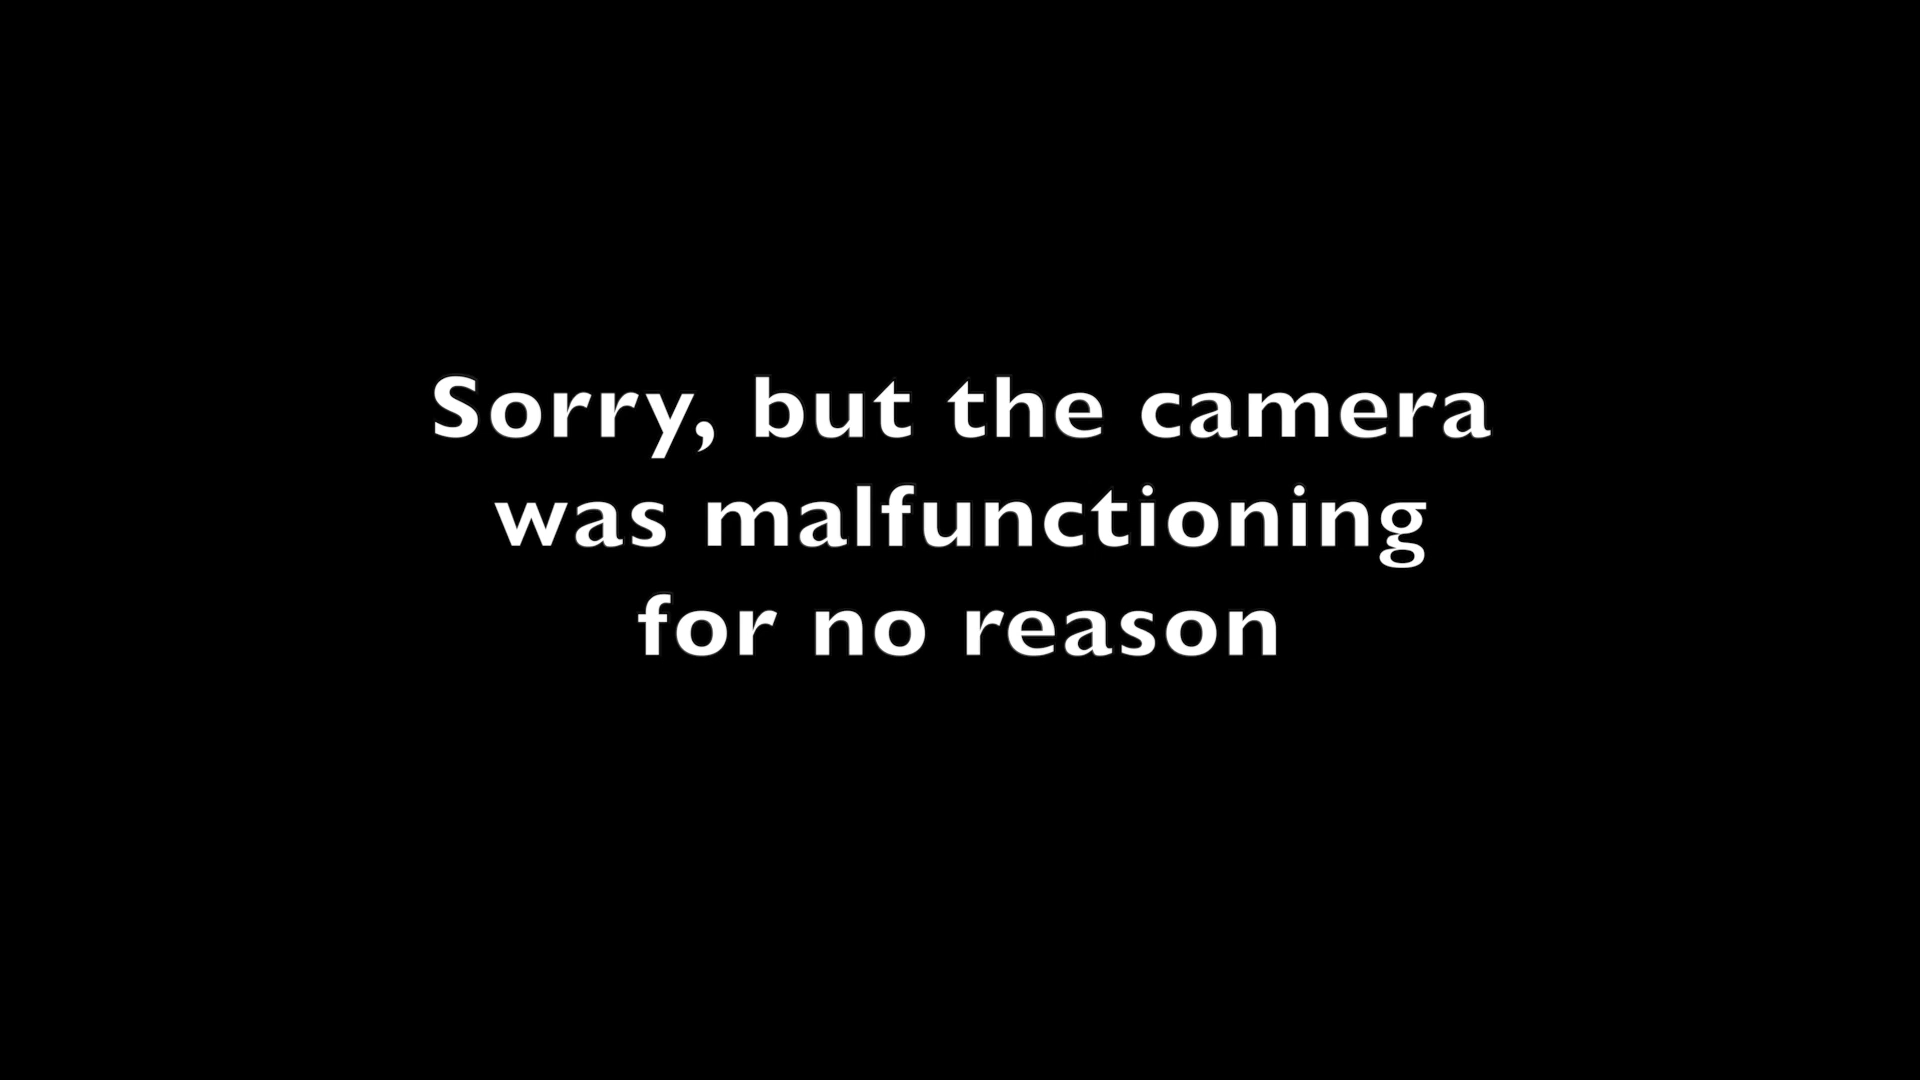 Sorry, but the camera
was malfunctioning
for no reason